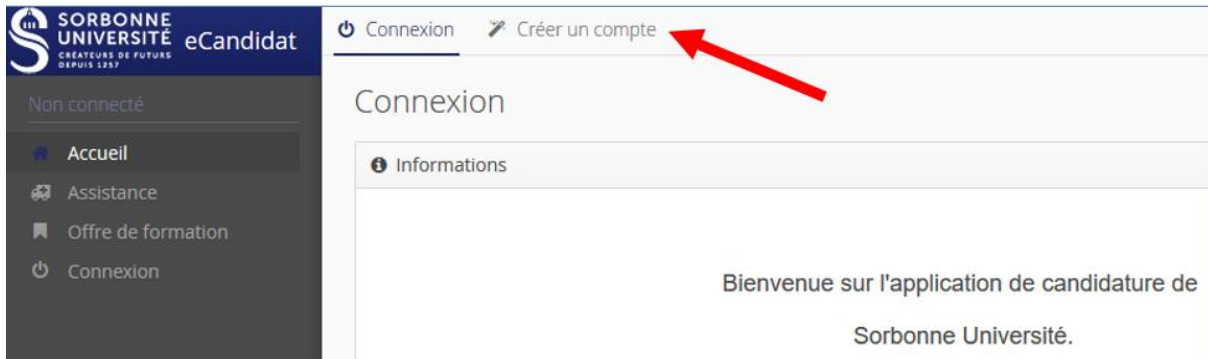 SORBONNE
UNIVERSITÉ
CRÉATEURS DE FUTURS
DEPUIS 1257
eCandidat
Connexion
Créer un compte
Non connecté
Accueil
Assistance
Offre de formation
Connexion
Connexion
Informations
Bienvenue sur l'application de candidature de
Sorbonne Université.